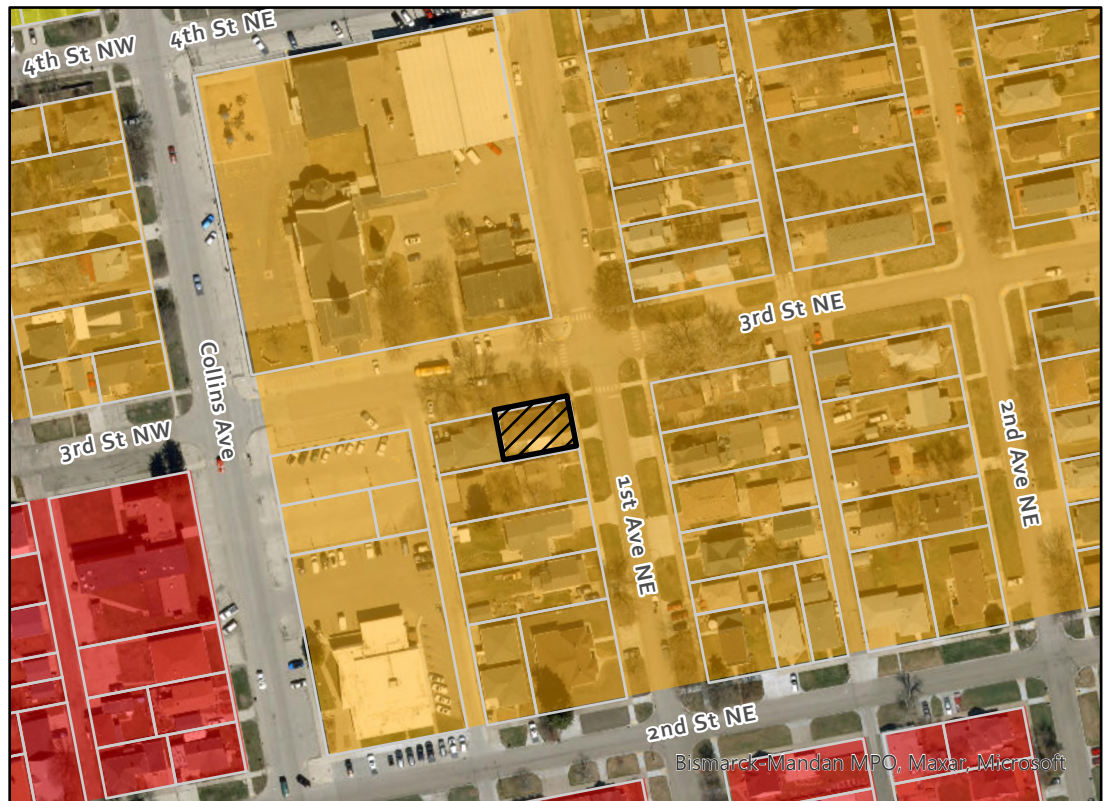 4th St NW
4th St NE
3rd St NE
Collins Ave
3rd St NW
1st Ave NE
2nd Ave NE
2nd St NE
Bismarck-Mandan MPO, Maxar, Microsoft